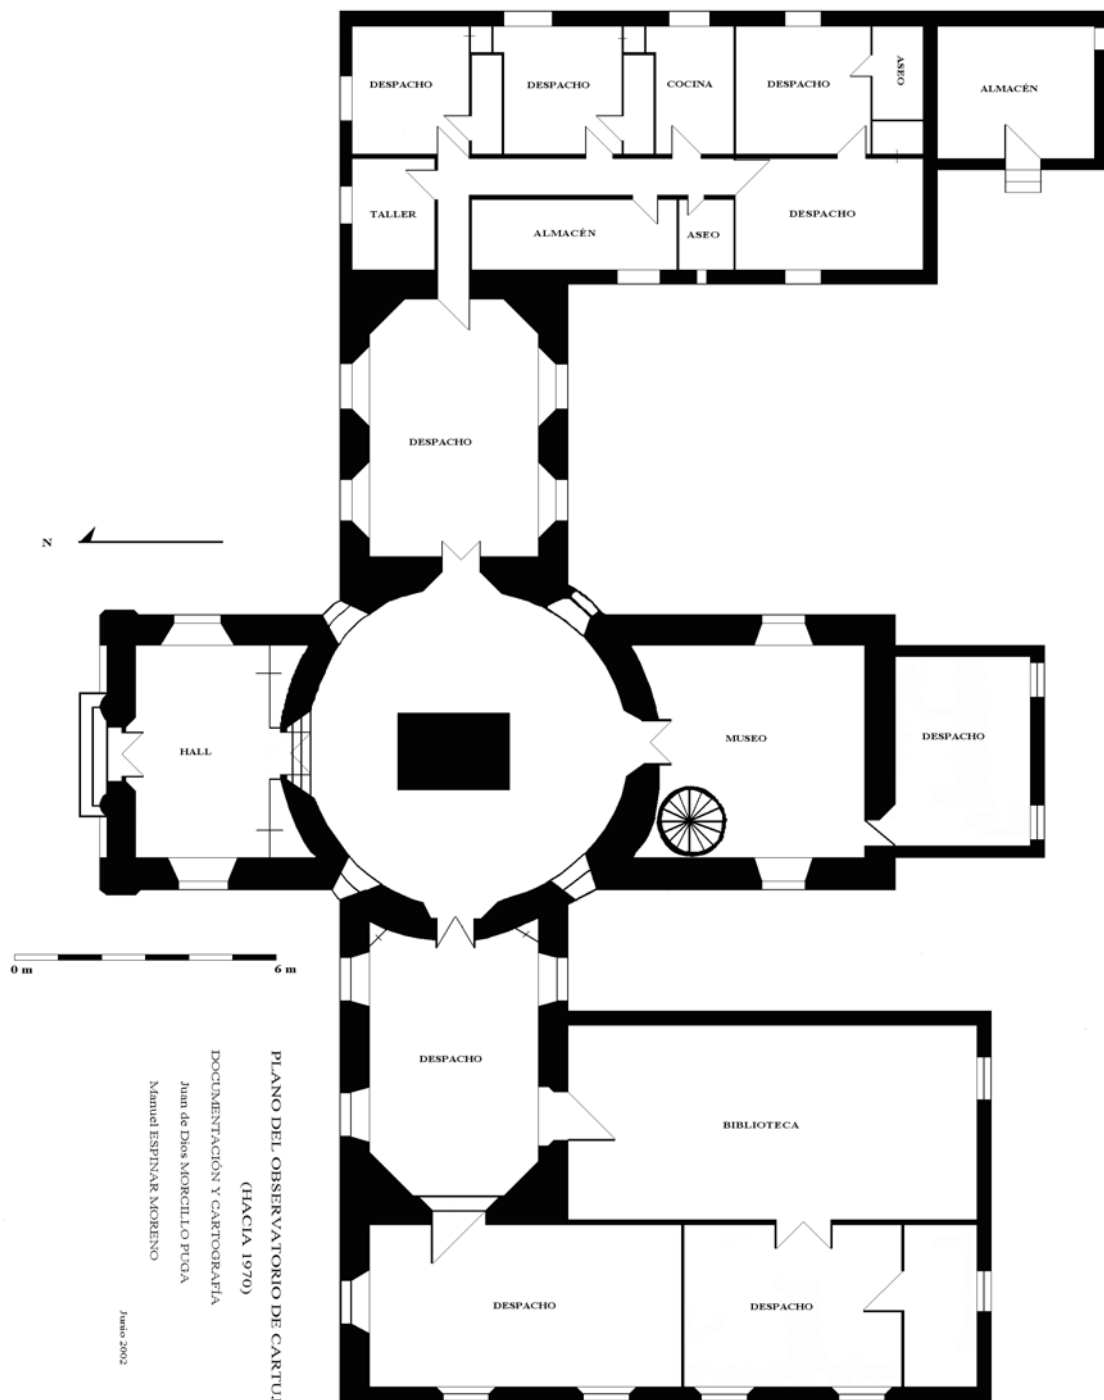 DESPACHO
DESPACHO
COCINA
DESPACHO
ASEO
ALMACÉN
TALLER
ALMACÉN
ASEO
DESPACHO
DESPACHO
N
HALL
MUSEO
DESPACHO
0 m
6 m
DESPACHO
BIBLIOTECA
DESPACHO
DESPACHO
PLANO DEL OBSERVATORIO DE CARTUJ
(HACIA 1970)
DOCUMENTACIÓN Y CARTOGRAFÍA
Juan de Dios MORCILLO PUGA
Manuel ESPINAR MORENO
Junio 2002